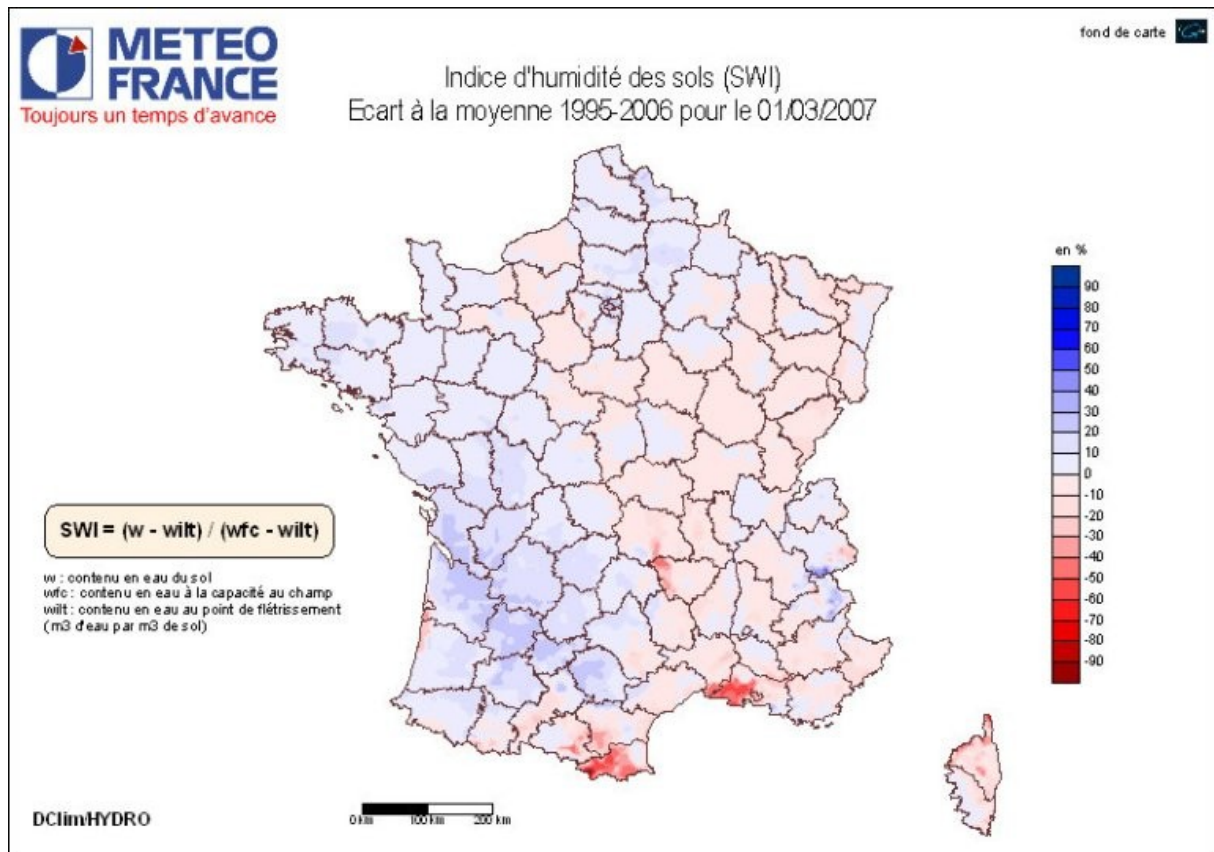 METEO
FRANCE
Toujours un temps d'avance
fond de carte
Indice d'humidité des sols (SWI)
Ecart à la moyenne 1995-2006 pour le 01/03/2007
en %
90
80
70
60
50
40
30
20
10
0
-10
-20
-30
-40
-50
-60
-70
-80
-90
SWI = (w - wilt) / (wfc - wilt)
w : contenu en eau du sol
wfc : contenu en eau à la capacité au champ
wilt : contenu en eau au point de flétrissement
(m3 d'eau par m3 de sol)
DClim/HYDRO
0 km 100 km 200 km